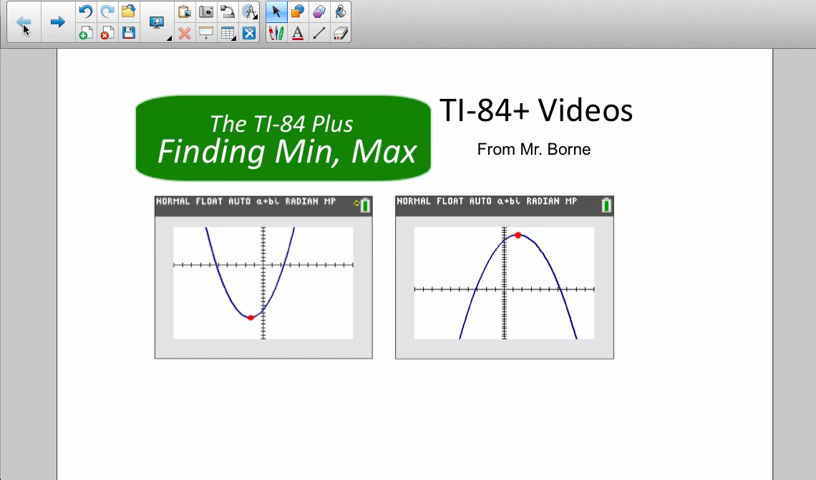 The TI-84 Plus
Finding Min, Max
TI-84+ Videos
From Mr. Borne
NORMAL FLOAT AUTO a+bi RADIAN MP
NORMAL FLOAT AUTO a+bi RADIAN MP